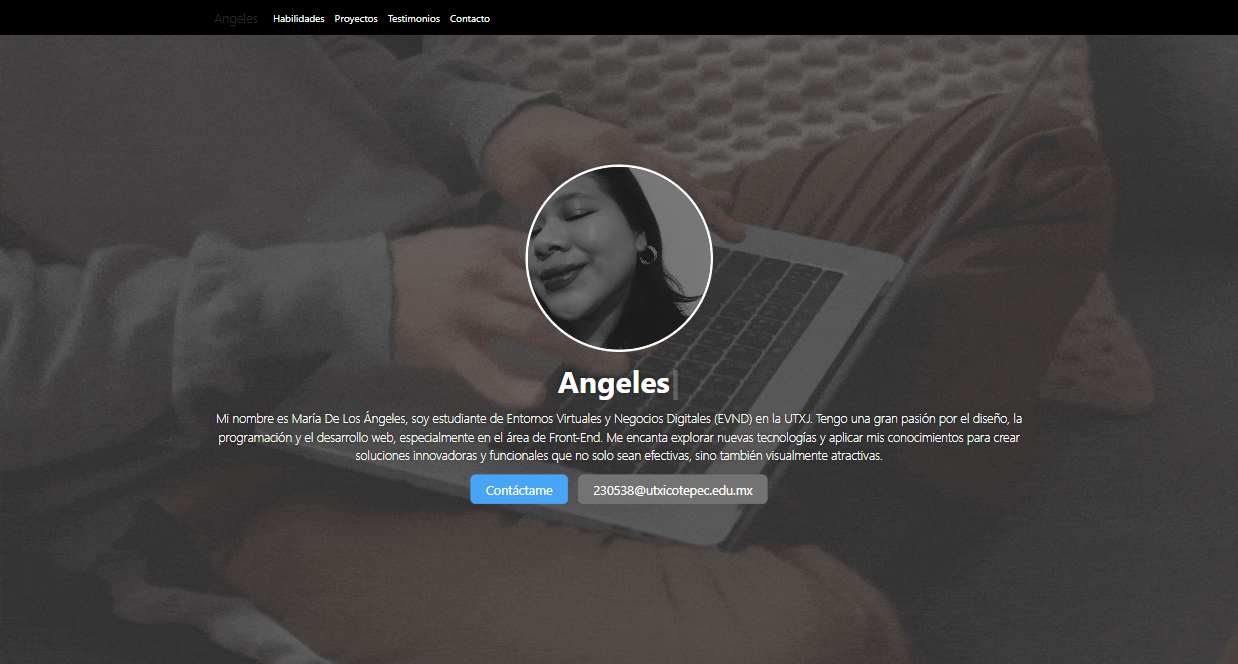 Angeles Habilidades Proyectos Testimonios Contacto
Angeles
Mi nombre es María De Los Ángeles, soy estudiante de Entornos Virtuales y Negocios Digitales (EVND) en la UTXJ. Tengo una gran pasión por el diseño, la
programación y el desarrollo web, especialmente en el área de Front-End. Me encanta explorar nuevas tecnologías y aplicar mis conocimientos para crear
soluciones innovadoras y funcionales que no solo sean efectivas, sino también visualmente atractivas.
Contáctame 230538@utxicotepec.edu.mx